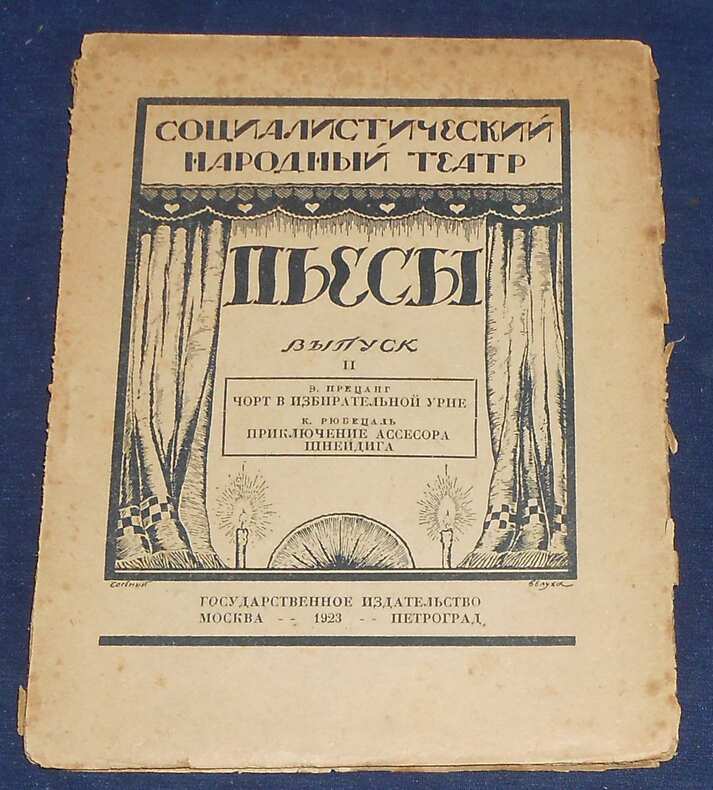 СОЦИАЛИСТИЧЕСКИЙ
НАРОДНЫЙ ТЕАТР
ПЬЕСЫ
ВЫПУСК
II
Э. ПРЕЦАНГ
ЧОРТ В ИЗБИРАТЕЛЬНОЙ УРНЕ
К. РЮБЕЦАЛЬ
ПРИКЛЮЧЕНИЕ АССЕСОРА
ШНЕЙДИГА
ГОСУДАРСТВЕННОЕ ИЗДАТЕЛЬСТВО
МОСКВА -- 1923 -- ПЕТРОГРАД